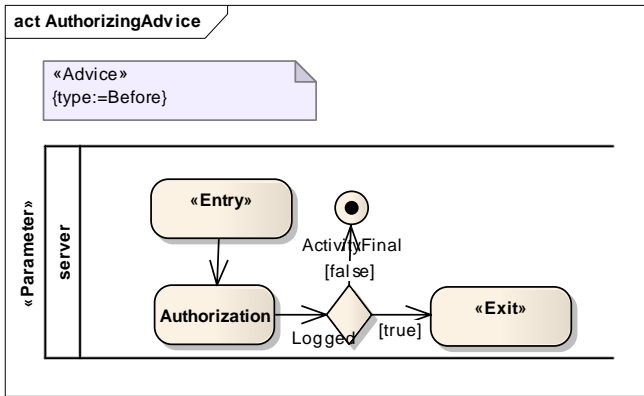 act AuthorizingAdvice
«Advice»
{type:=Before}
«Parameter»
server
«Entry»
ActivityFinal
[false]
Authorization
Logged
[true]
«Exit»